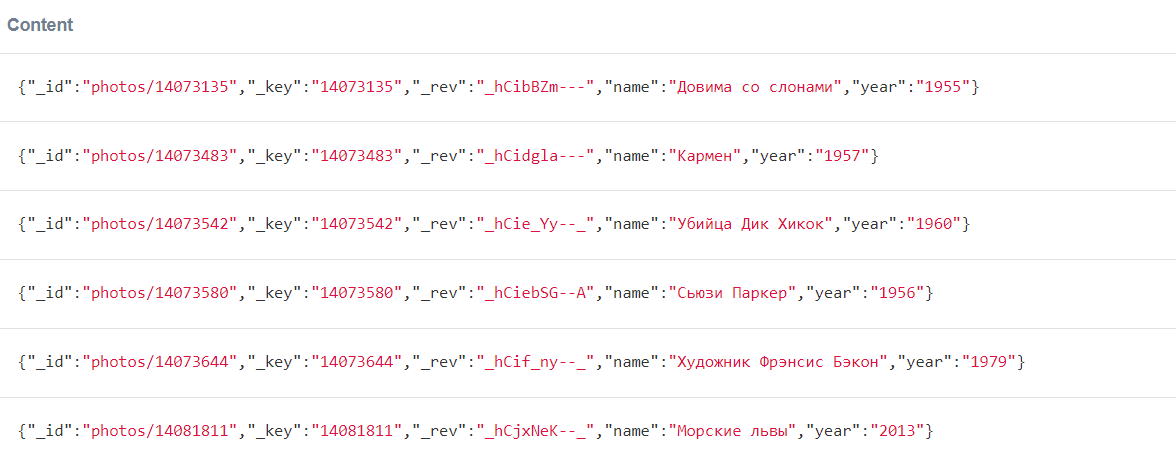 Content
{"_id":"photos/14073135","_key":"14073135","_rev":"_hCibBZm---","name":"Довима со слонами","year":"1955"}
{"_id":"photos/14073483","_key":"14073483","_rev":"_hCidgla---","name":"Кармен","year":"1957"}
{"_id":"photos/14073542","_key":"14073542","_rev":"_hCie_Yy--_","name":"Убийца Дик Хикок","year":"1960"}
{"_id":"photos/14073580","_key":"14073580","_rev":"_hCiebSG--A","name":"Сьюзи Паркер","year":"1956"}
{"_id":"photos/14073644","_key":"14073644","_rev":"_hCif_ny--_","name":"Художник Фрэнсис Бэкон","year":"1979"}
{"_id":"photos/14081811","_key":"14081811","_rev":"_hCjxNeK--_","name":"Морские львы","year":"2013"}